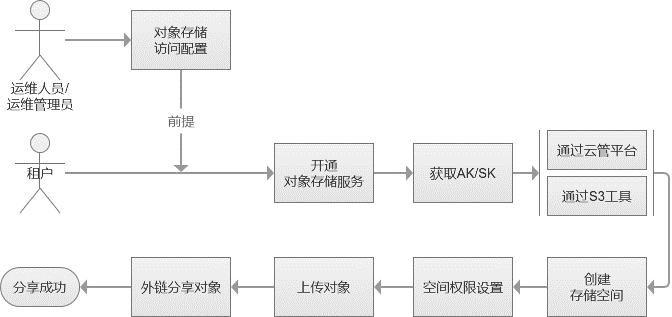 对象存储
访问配置
运维人员/
运维管理员
前提
租户
开通
对象存储服务
获取AK/SK
通过云管平台
通过S3工具
分享成功
外链分享对象
上传对象
空间权限设置
创建
存储空间